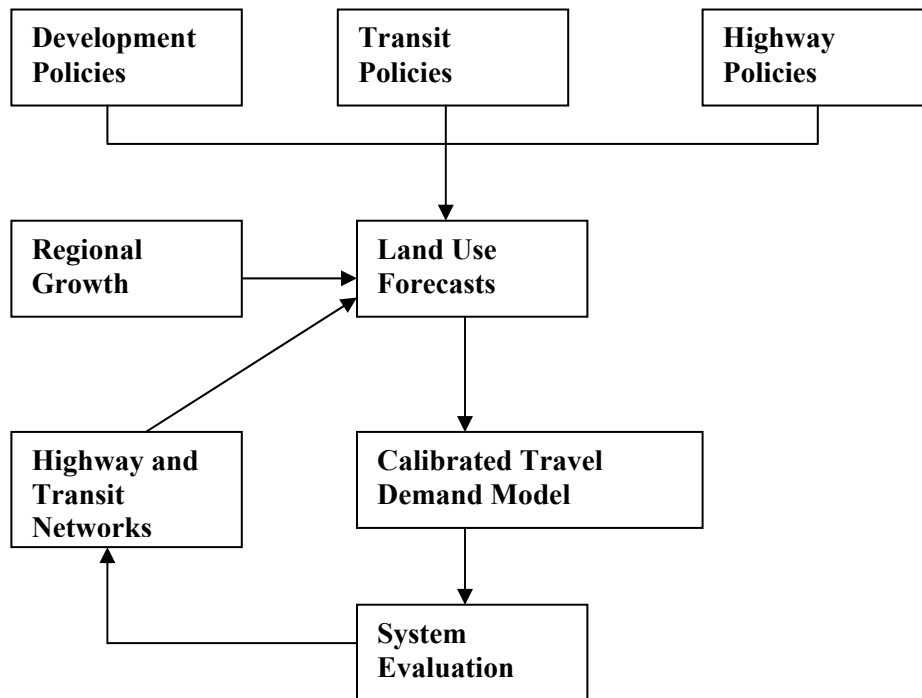 Development
Policies
Transit
Policies
Highway
Policies
Regional
Growth
Land Use
Forecasts
Highway and
Transit
Networks
Calibrated Travel
Demand Model
System
Evaluation